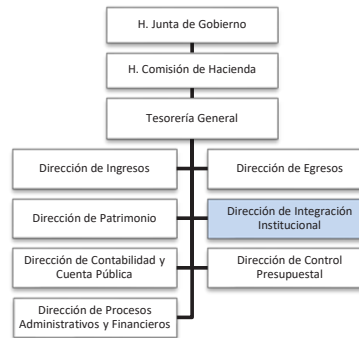 H. Junta de Gobierno
H. Comisión de Hacienda
Tesorería General
Dirección de Ingresos
Dirección de Egresos
Dirección de Patrimonio
Dirección de Integración
Institucional
Dirección de Contabilidad y
Cuenta Pública
Dirección de Control
Presupuestal
Dirección de Procesos
Administrativos y Financieros